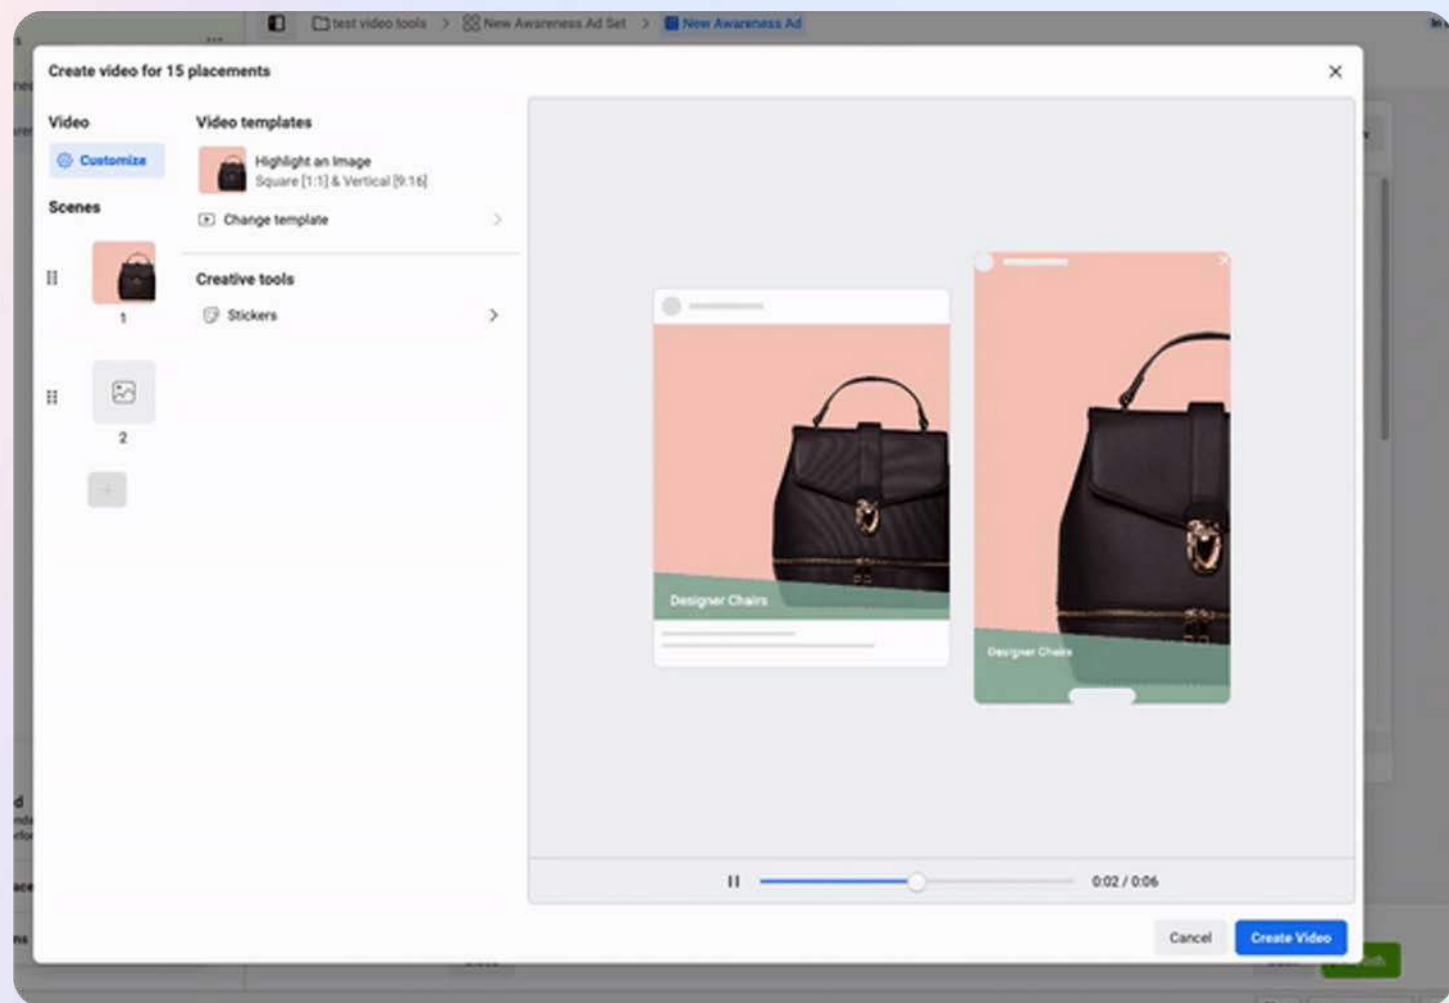 test video tools > New Awareness Ad Set > New Awareness Ad
Create video for 15 placements
Video
Customize
Scenes
1
2
Video templates
Highlight an Image
Square [1:1] & Vertical [9:16]
Change template
Creative tools
Stickers
Designer Chairs
Designer Chairs
0:02 / 0:06
Cancel
Create Video